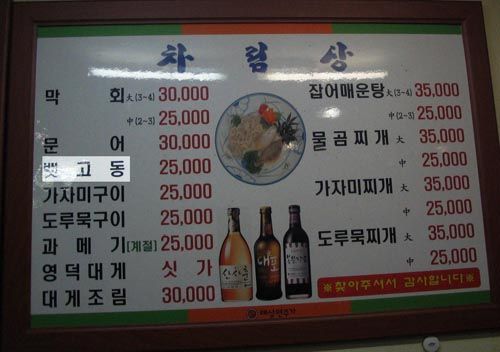 차림상
막 회 大(3~4) 30,000
中(2~3) 25,000
문 어 30,000
뱃 고 동 25,000
가자미구이 25,000
도루묵구이 25,000
과 메 기 [계절] 25,000
영덕대게 싯 가
대게조림 30,000
잡어매운탕 大(3~4) 35,000
中(2~3) 25,000
물곰찌개 大 35,000
中 25,000
가자미찌개 大 35,000
中 25,000
도루묵찌개 大 35,000
中 25,000
대포
※찾아주셔서 감사합니다※